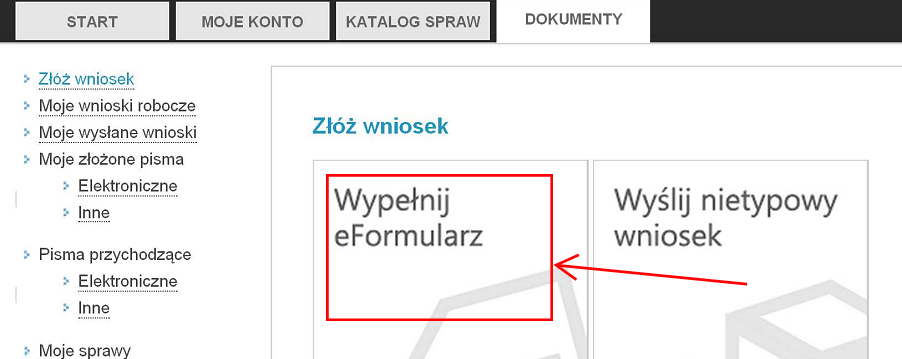 START
MOJE KONTO
KATALOG SPRAW
DOKUMENTY
Złóż wniosek
Moje wnioski robocze
Moje wysłane wnioski
Moje złożone pisma
Elektroniczne
Inne
Pisma przychodzące
Elektroniczne
Inne
Moje sprawy
Złóż wniosek
Wypełnij
eFormularz
Wyślij nietypowy
wniosek